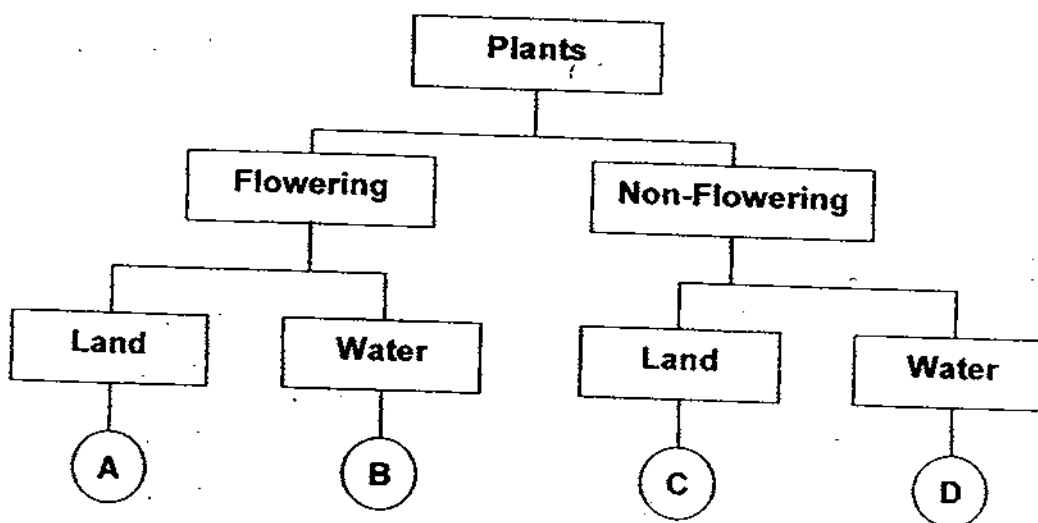 Plants
Flowering
Non-Flowering
Land
Water
Land
Water
A
B
C
D